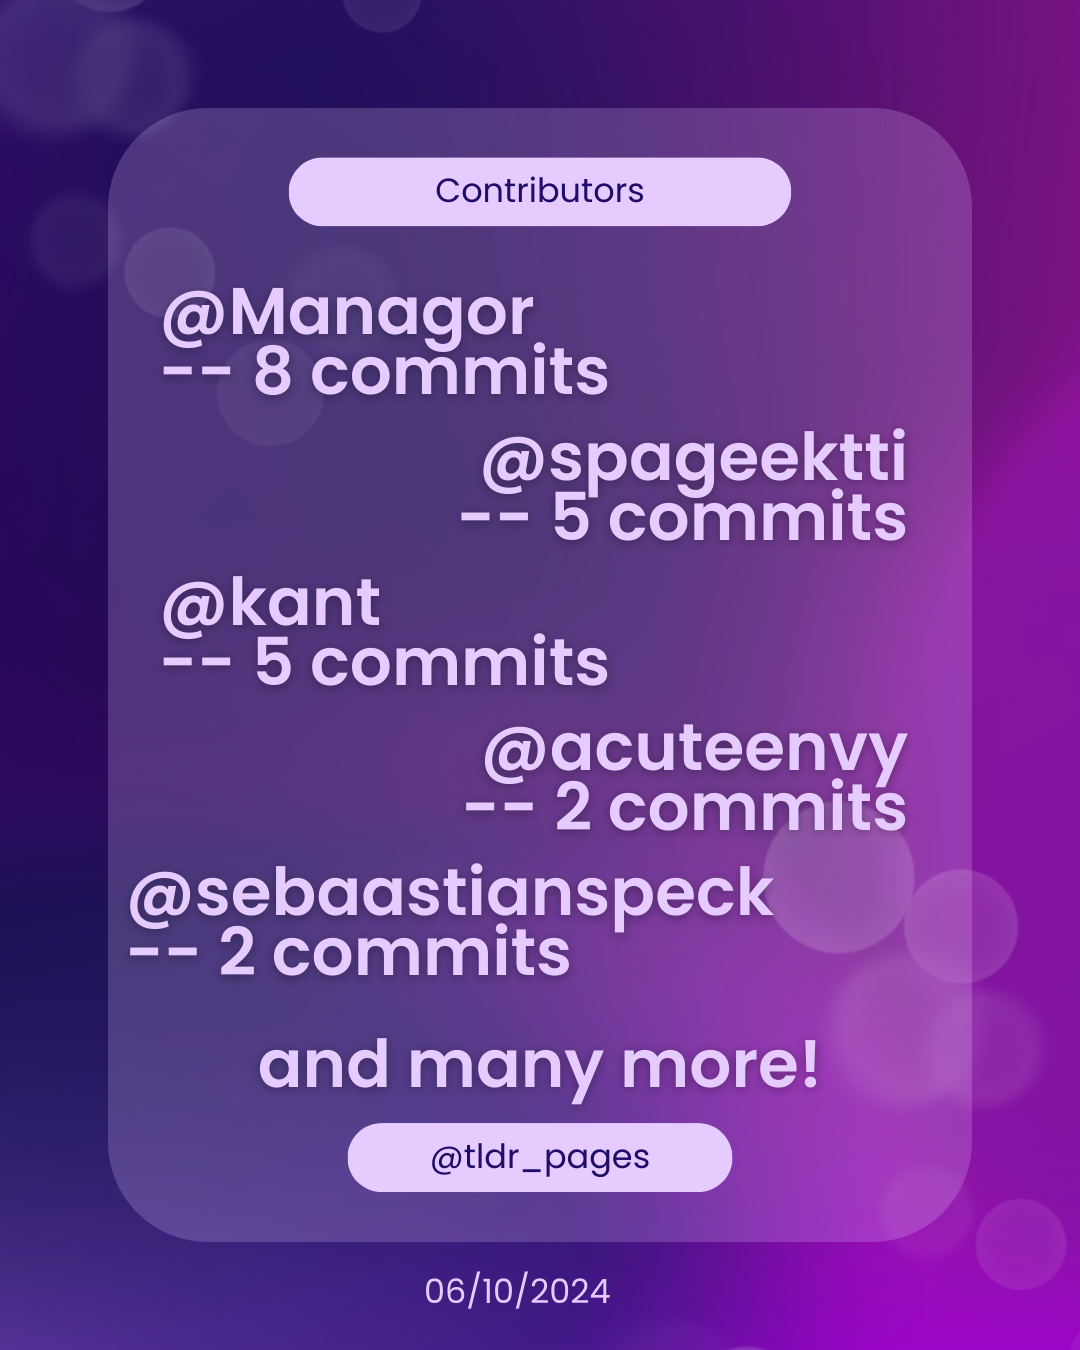 Contributors
@Managor
-- 8 commits
@spageektti
-- 5 commits
@kant
-- 5 commits
@acuteenvy
-- 2 commits
@sebaastianspeck
-- 2 commits
and many more!
@tldr_pages
06/10/2024